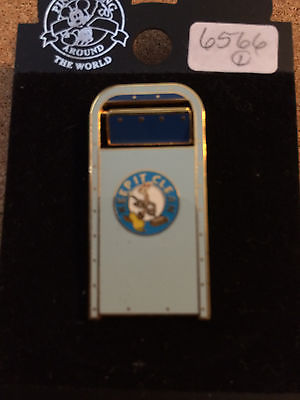 AROUND
THE WORLD
6566
1
KEEP IT CLEAN